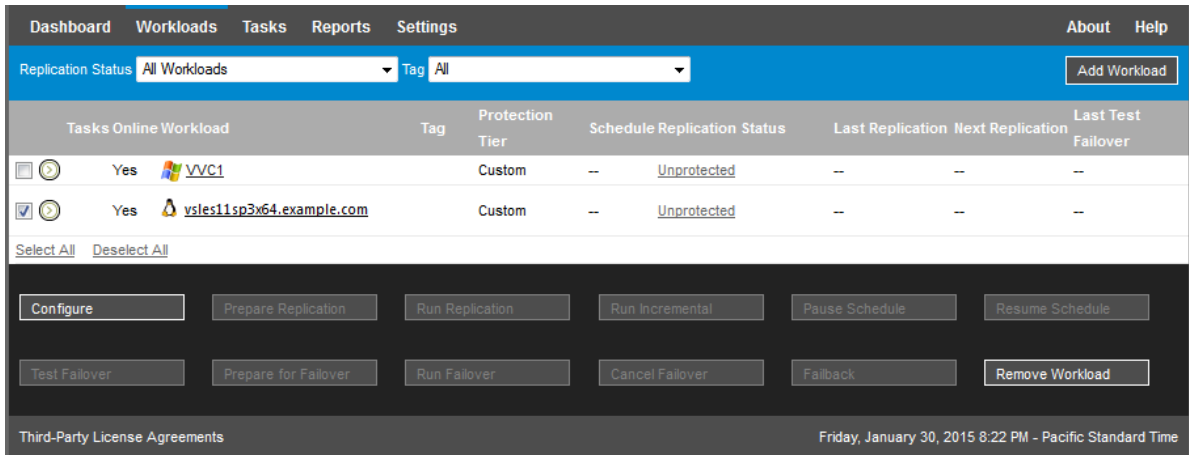 Dashboard Workloads Tasks Reports Settings About Help
Replication Status All Workloads Tag All Add Workload
Tasks Online Workload Tag Protection Tier Schedule Replication Status Last Replication Next Replication Last Test Failover
Yes VVC1 Custom -- Unprotected -- -- --
Yes vsles11sp3x64.example.com Custom -- Unprotected -- -- --
Select All Deselect All
Configure Prepare Replication Run Replication Run Incremental Pause Schedule Resume Schedule
Test Failover Prepare for Failover Run Failover Cancel Failover Failback Remove Workload
Third-Party License Agreements Friday, January 30, 2015 8:22 PM - Pacific Standard Time